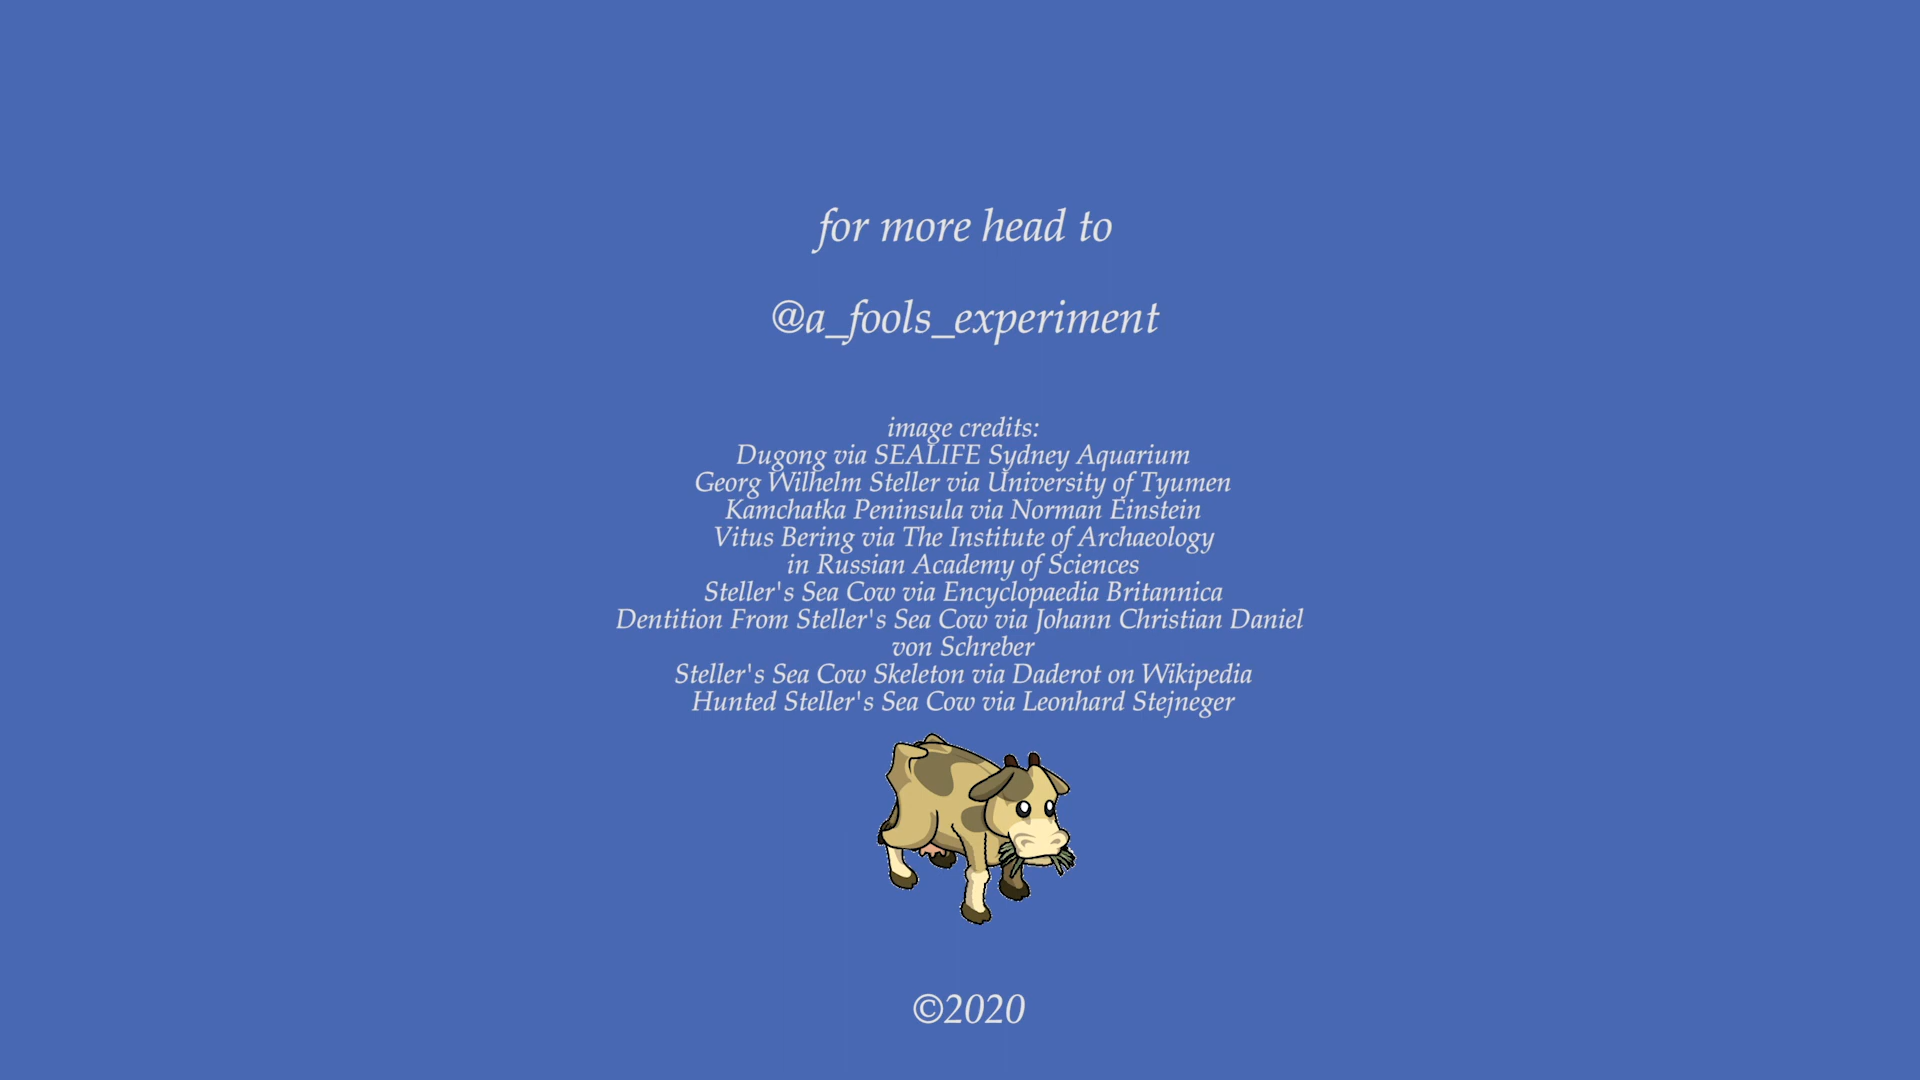 for more head to
@a_fools_experiment
image credits:
Dugong via SEALIFE Sydney Aquarium
Georg Wilhelm Steller via University of Tyumen
Kamchatka Peninsula via Norman Einstein
Vitus Bering via The Institute of Archaeology
in Russian Academy of Sciences
Steller's Sea Cow via Encyclopaedia Britannica
Dentition From Steller's Sea Cow via Johann Christian Daniel
von Schreber
Steller's Sea Cow Skeleton via Daderot on Wikipedia
Hunted Steller's Sea Cow via Leonhard Stejneger
©2020